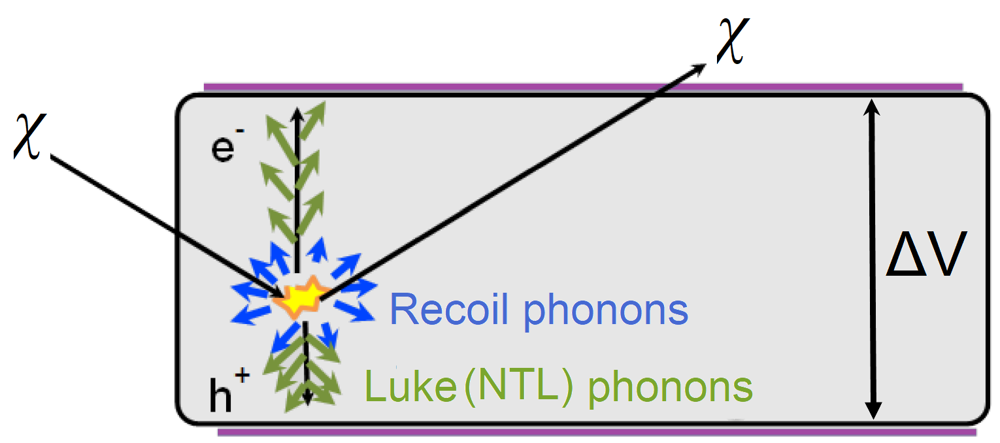 χ
χ
e⁻
ΔV
Recoil phonons
Luke(NTL) phonons
h⁺